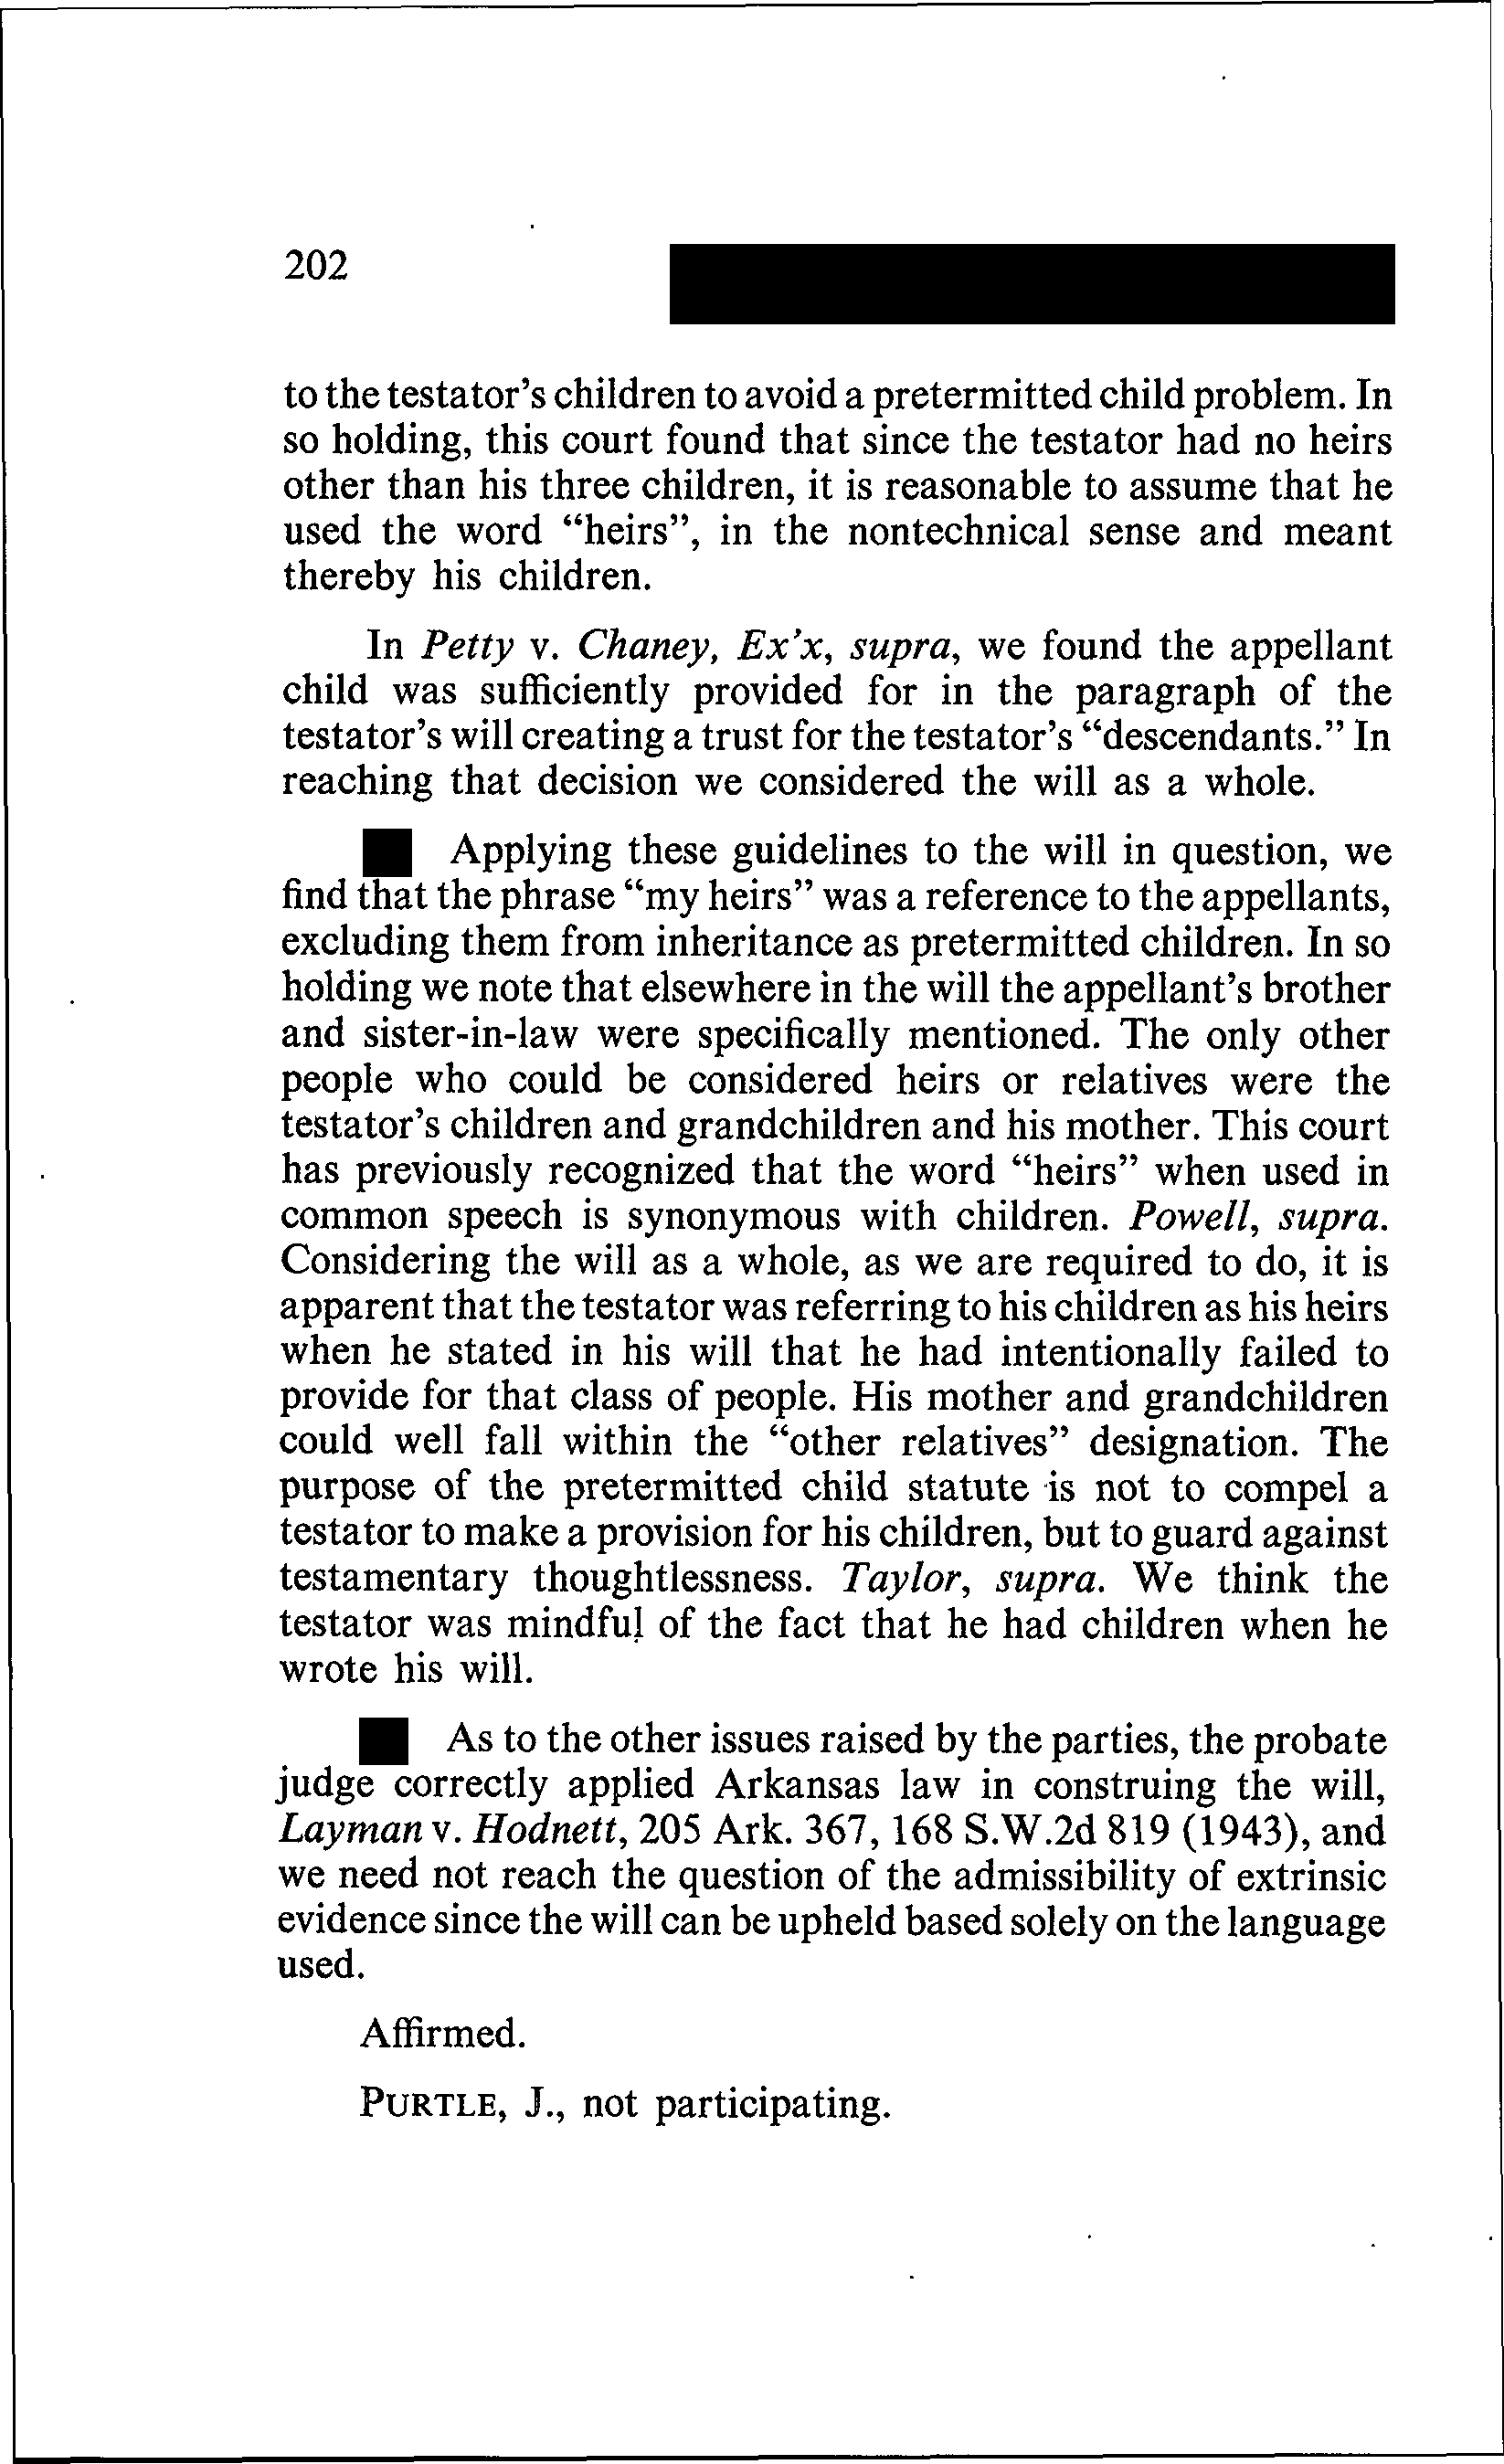 202
to the testator's children to avoid a pretermitted child problem. In
so holding, this court found that since the testator had no heirs
other than his three children, it is reasonable to assume that he
used the word “heirs”, in the nontechnical sense and meant
thereby his children.
In Petty v. Chaney, Ex'x, supra, we found the appellant
child was sufficiently provided for in the paragraph of the
testator's will creating a trust for the testator's “descendants.” In
reaching that decision we considered the will as a whole.
Applying these guidelines to the will in question, we
find that the phrase “my heirs” was a reference to the appellants,
excluding them from inheritance as pretermitted children. In so
holding we note that elsewhere in the will the appellant's brother
and sister-in-law were specifically mentioned. The only other
people who could be considered heirs or relatives were the
testator's children and grandchildren and his mother. This court
has previously recognized that the word “heirs” when used in
common speech is synonymous with children. Powell, supra.
Considering the will as a whole, as we are required to do, it is
apparent that the testator was referring to his children as his heirs
when he stated in his will that he had intentionally failed to
provide for that class of people. His mother and grandchildren
could well fall within the “other relatives” designation. The
purpose of the pretermitted child statute is not to compel a
testator to make a provision for his children, but to guard against
testamentary thoughtlessness. Taylor, supra. We think the
testator was mindful of the fact that he had children when he
wrote his will.
As to the other issues raised by the parties, the probate
judge correctly applied Arkansas law in construing the will,
Layman v. Hodnett, 205 Ark. 367, 168 S.W.2d 819 (1943), and
we need not reach the question of the admissibility of extrinsic
evidence since the will can be upheld based solely on the language
used.
Affirmed.
PURTLE, J., not participating.